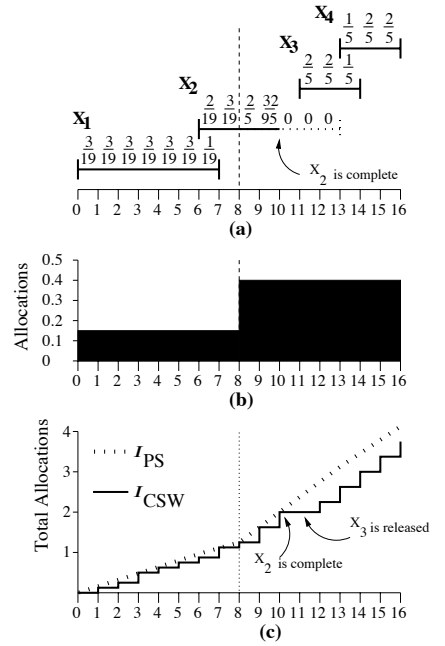 X4
1/5 2/5 2/5
X3
2/5 2/5 1/5
X2
2/19 3/19 2/5 32/95 0 0 0
X1
3/19 3/19 3/19 3/19 3/19 3/19 1/19
X2 is complete
0 1 2 3 4 5 6 7 8 9 10 11 12 13 14 15 16
(a)
Allocations
0.5
0.4
0.3
0.2
0.1
0
0 1 2 3 4 5 6 7 8 9 10 11 12 13 14 15 16
(b)
Total Allocations
4
3
2
1
I PS
I CSW
X3 is released
X2 is complete
0 1 2 3 4 5 6 7 8 9 10 11 12 13 14 15 16
(c)